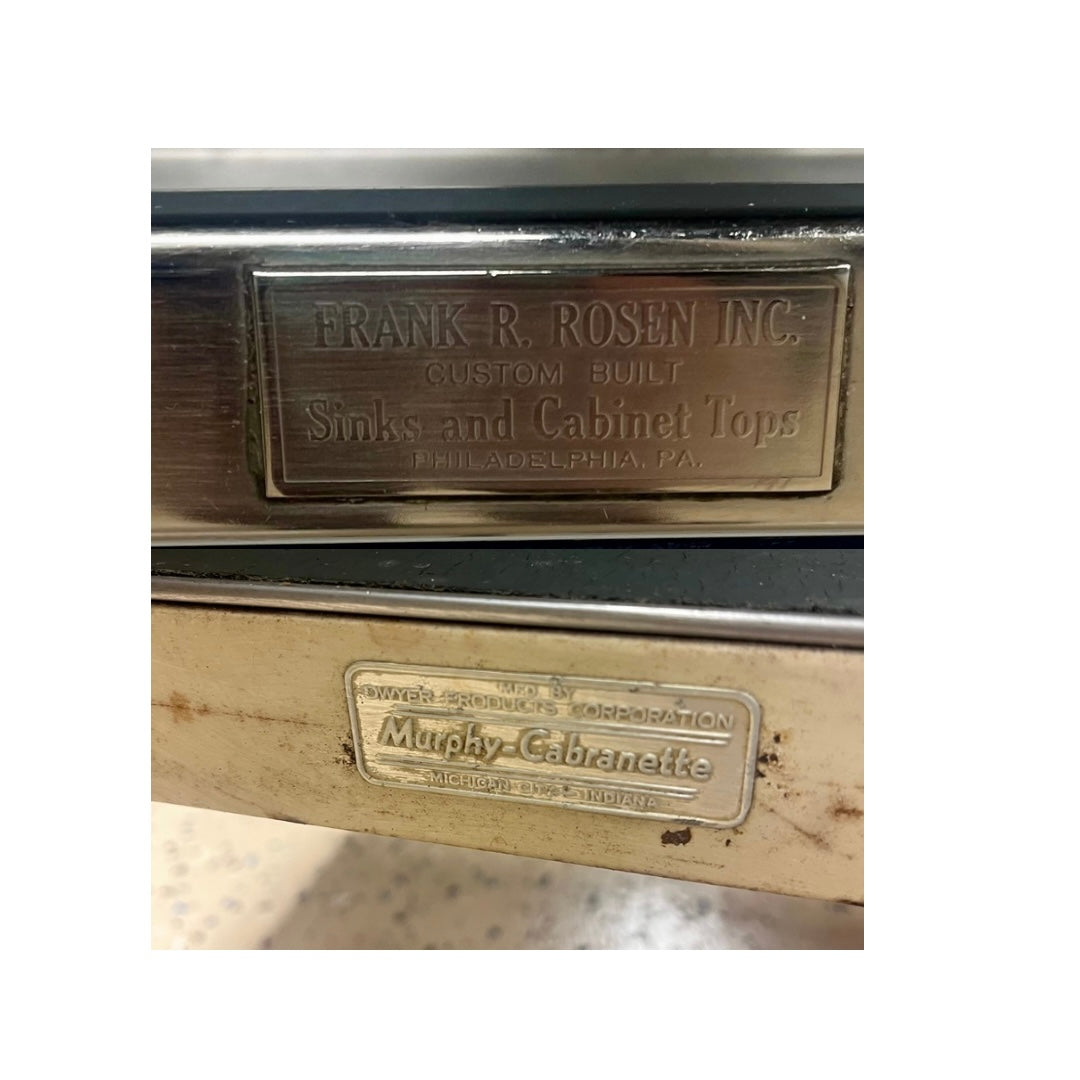 FRANK R. ROSEN INC.
CUSTOM BUILT
Sinks and Cabinet Tops
PHILADELPHIA, PA.
MFD. BY
DWYER PRODUCTS CORPORATION
Murphy-Cabranette
MICHIGAN CITY - INDIANA